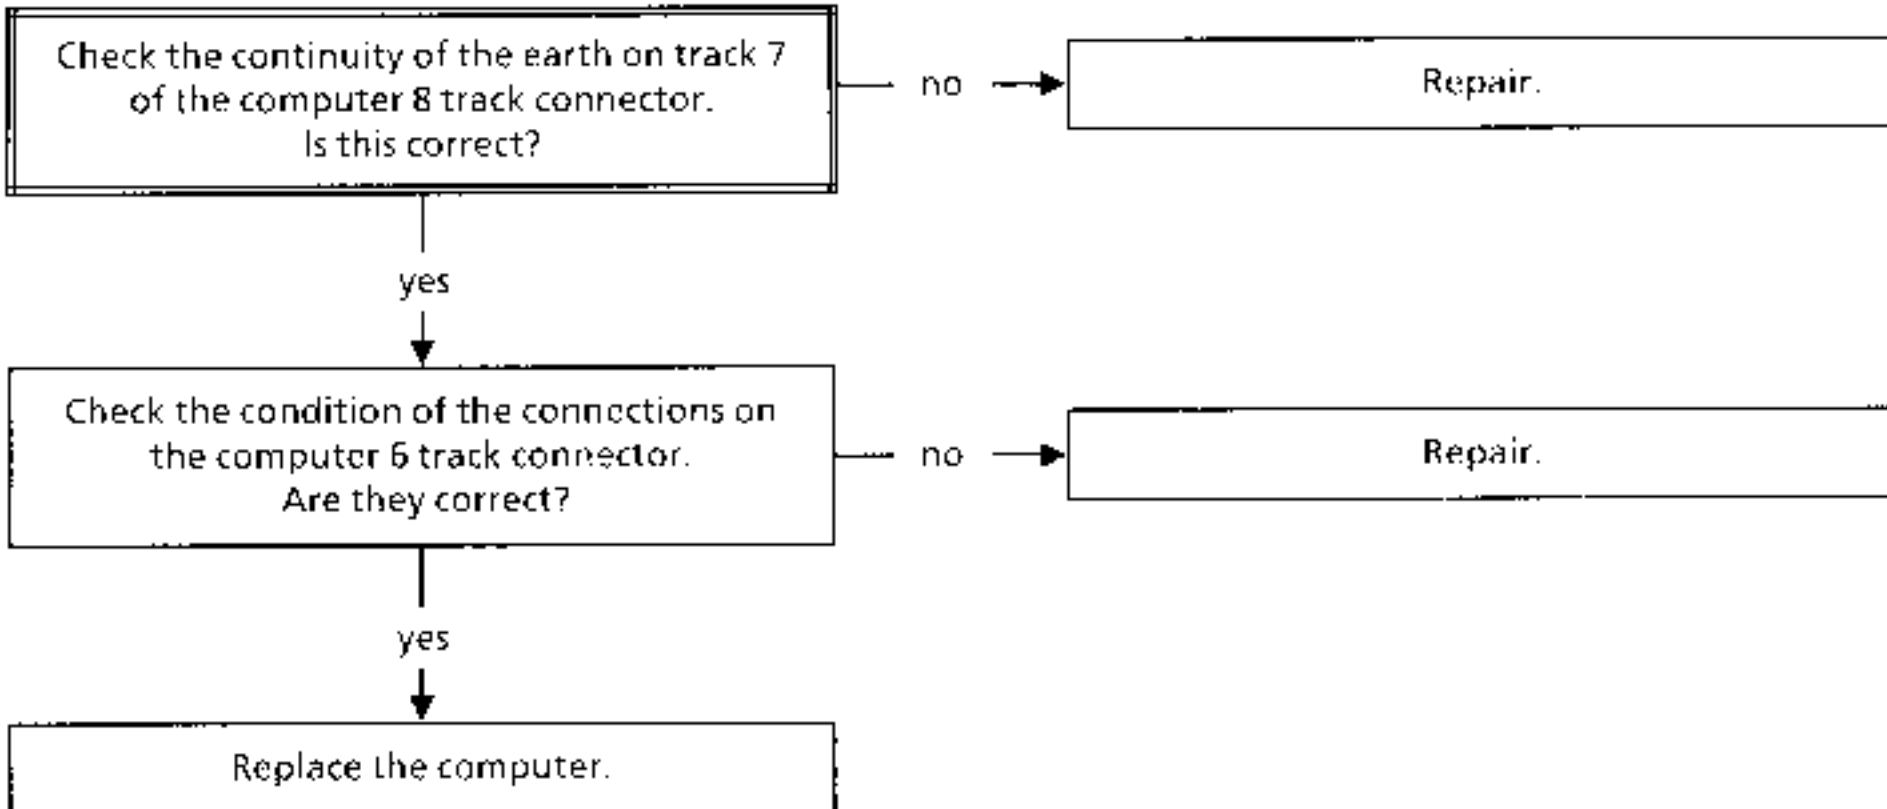 Check the continuity of the earth on track 7
of the computer 8 track connector.
Is this correct?
no
Repair.
yes
Check the condition of the connections on
the computer 6 track connector.
Are they correct?
no
Repair.
yes
Replace the computer.